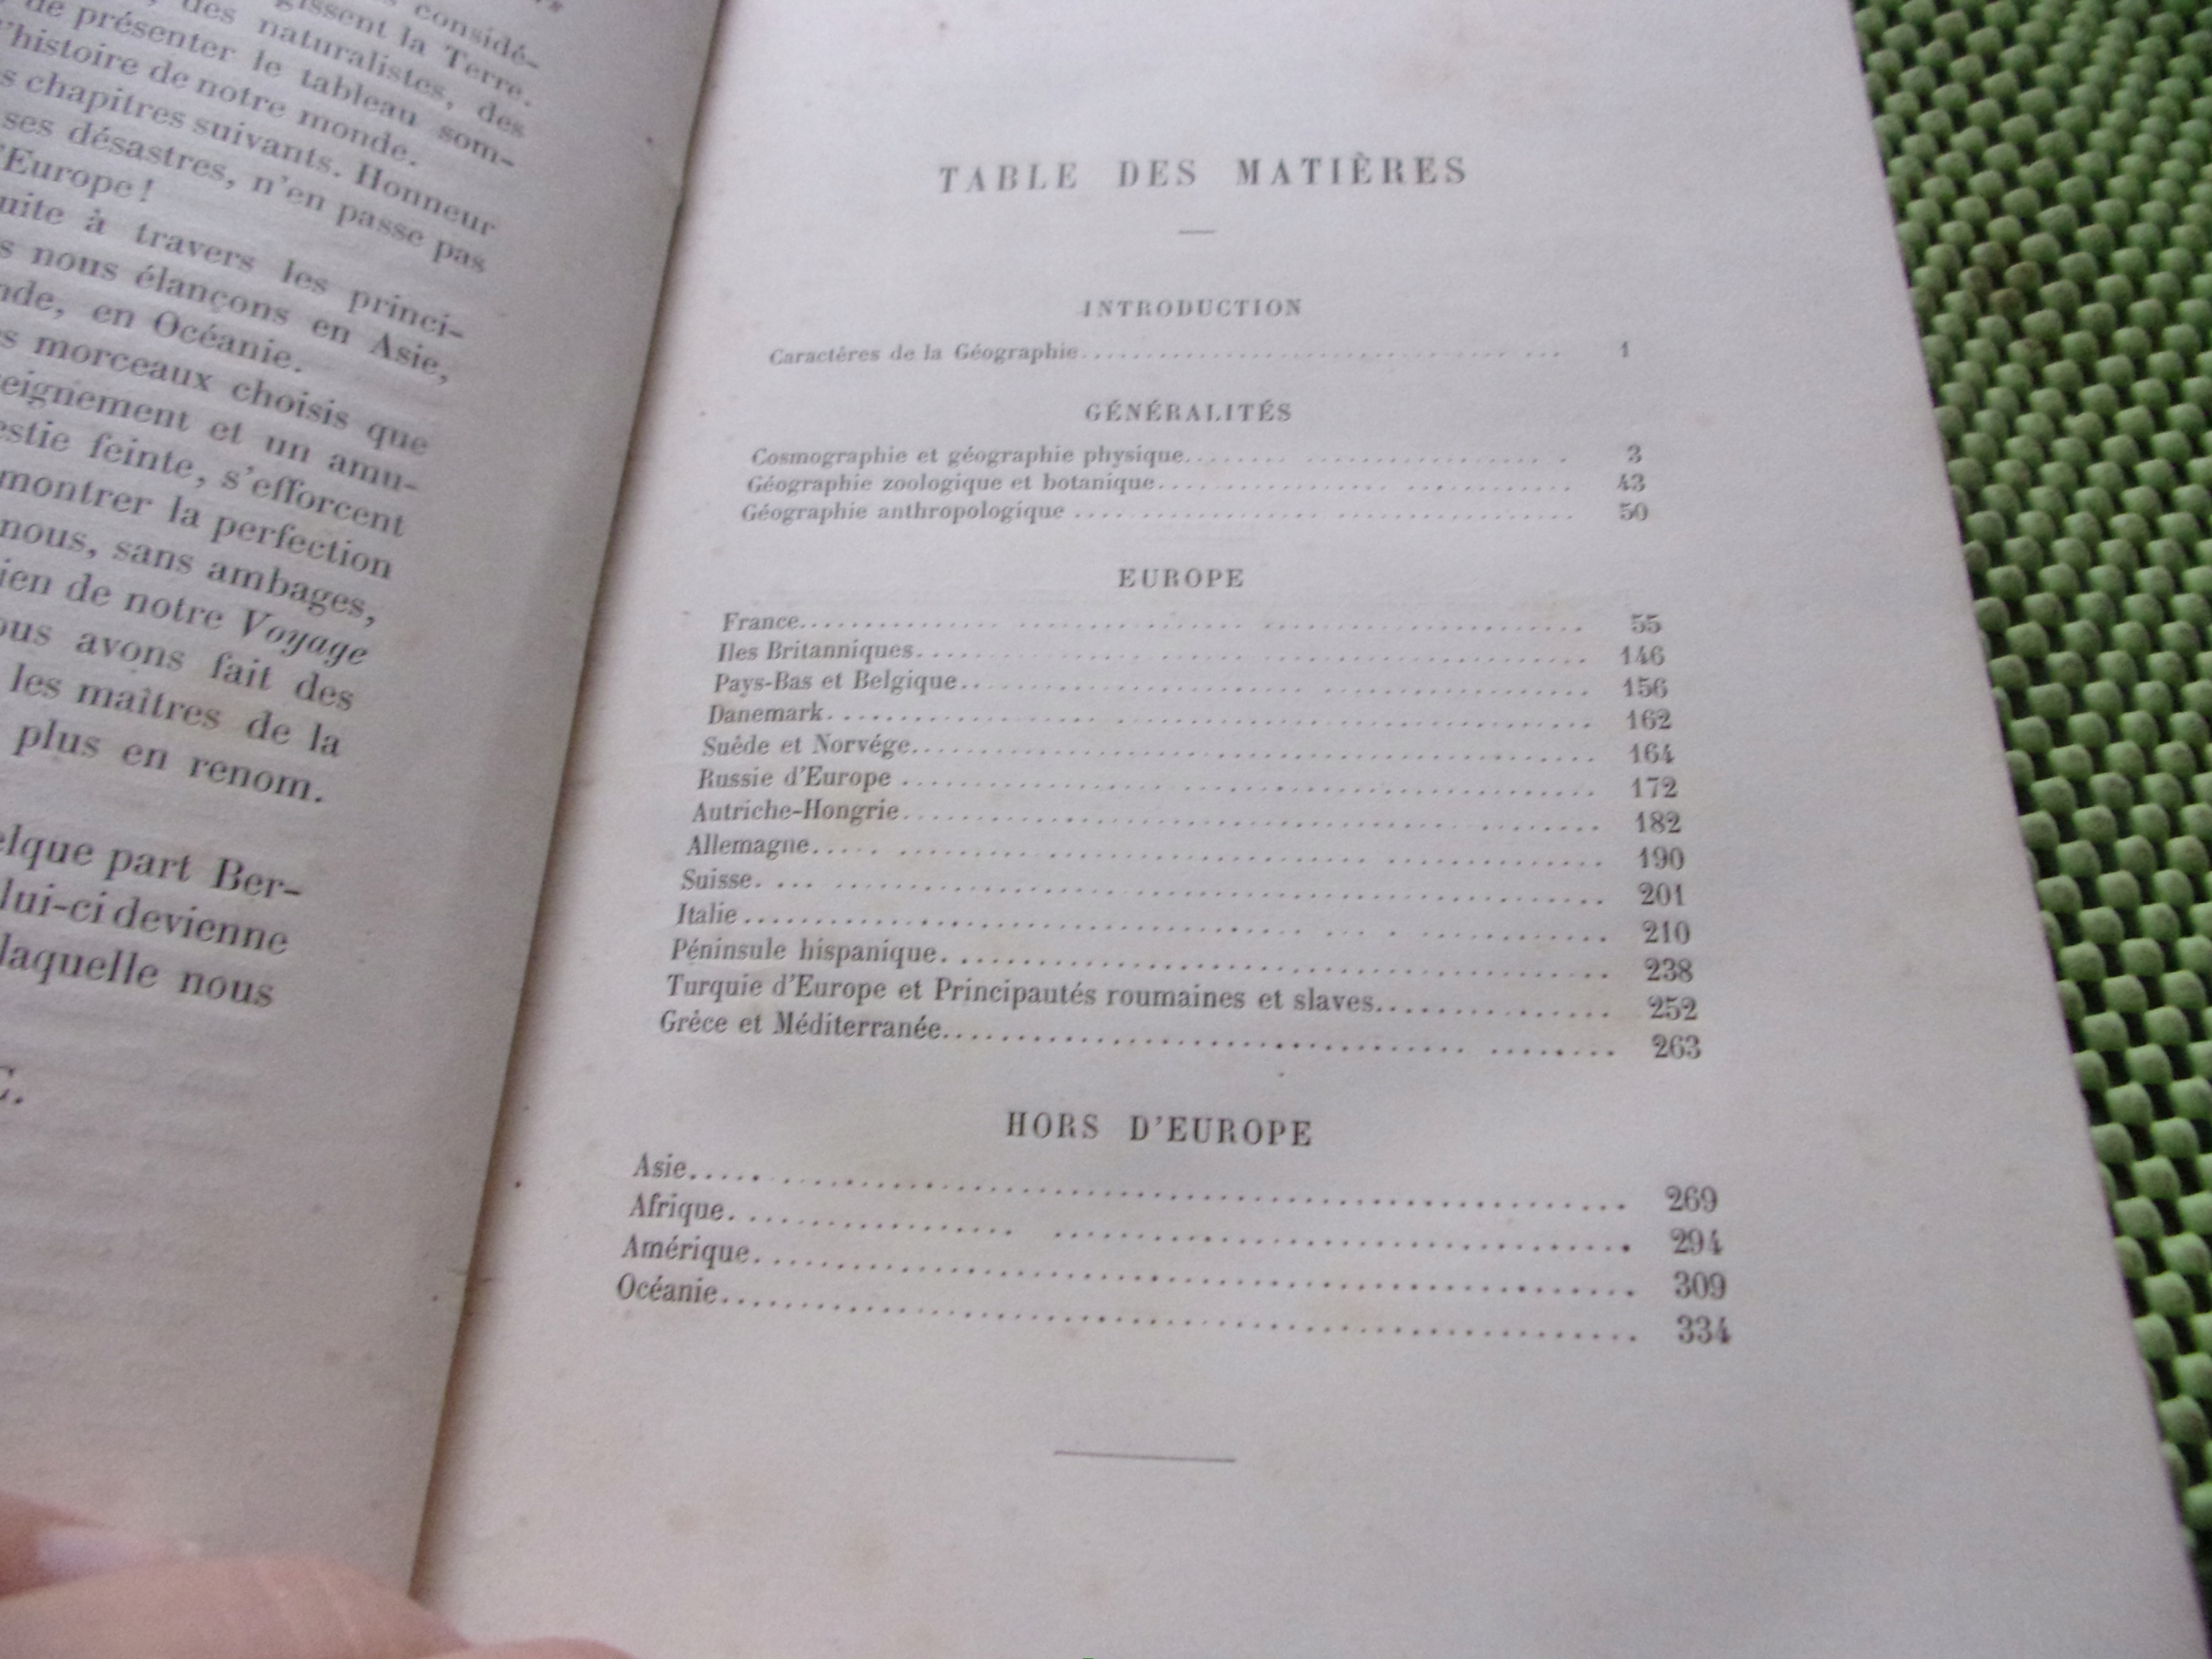 considé-
gissent la Terre.
des naturalistes, des
de présenter le tableau som-
l'histoire de notre monde.
s chapitres suivants. Honneur
ses désastres, n'en passe pas
'Europe !
uite à travers les princi-
s nous élançons en Asie,
nde, en Océanie.
s morceaux choisis que
eignement et un amu-
estie feinte, s'efforcent
montrer la perfection
nous, sans ambages,
ien de notre Voyage
ous avons fait des
les maîtres de la
plus en renom.
elque part Ber-
lui-ci devienne
laquelle nous
C.
TABLE DES MATIÈRES
INTRODUCTION
Caractères de la Géographie 1
GÉNÉRALITÉS
Cosmographie et géographie physique 3
Géographie zoologique et botanique 43
Géographie anthropologique 50
EUROPE
France 55
Iles Britanniques 146
Pays-Bas et Belgique 156
Danemark 162
Suède et Norvége 164
Russie d'Europe 172
Autriche-Hongrie 182
Allemagne 190
Suisse 201
Italie 210
Péninsule hispanique 238
Turquie d'Europe et Principautés roumaines et slaves 252
Grèce et Méditerranée 263
HORS D'EUROPE
Asie 269
Afrique 294
Amérique 309
Océanie 334